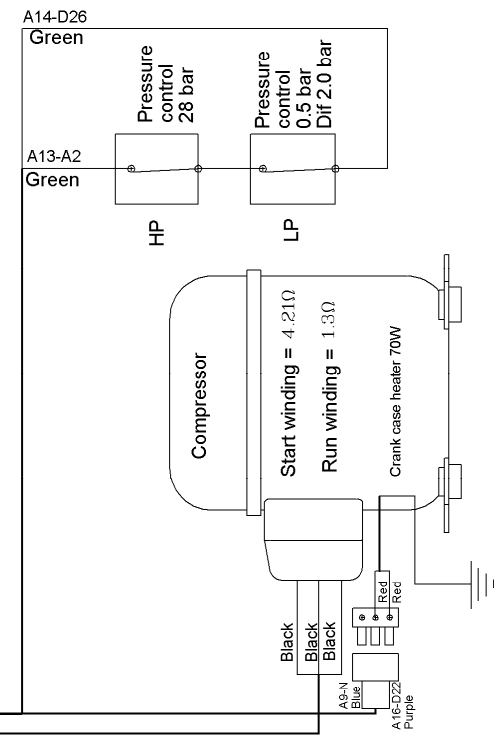 A14-D26
Green
Pressure
control
28 bar
Pressure
control
0.5 bar
Dif 2.0 bar
A13-A2
Green
HP
LP
Compressor
Start winding = 4.21Ω
Run winding = 1.3Ω
Crank case heater 70W
Red
Red
Black
Black
Black
A9-N
Blue
A16-D22
Purple